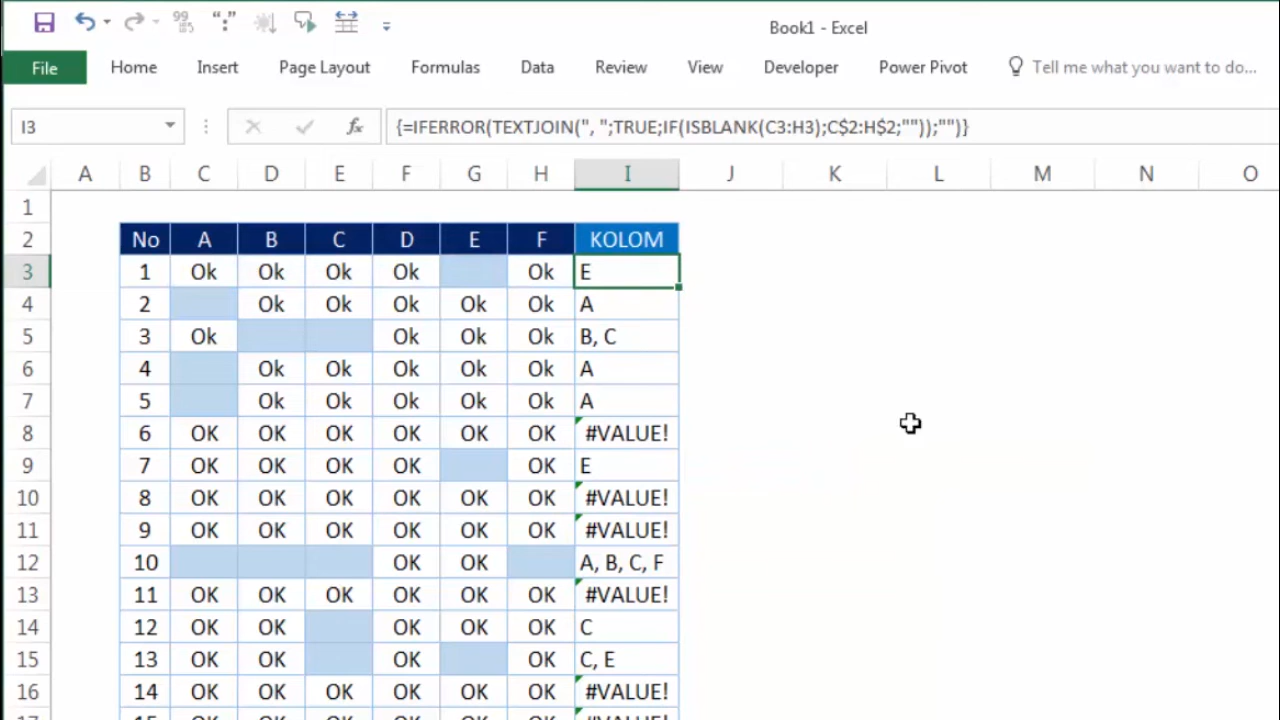 Book1 - Excel
File Home Insert Page Layout Formulas Data Review View Developer Power Pivot Tell me what you want to do...
I3 fx {=IFERROR(TEXTJOIN(", ";TRUE;IF(ISBLANK(C3:H3);C$2:H$2;""));"")}
A B C D E F G H I J K L M N O
1
2 No A B C D E F KOLOM
3 1 Ok Ok Ok Ok Ok E
4 2 Ok Ok Ok Ok Ok A
5 3 Ok Ok Ok Ok B, C
6 4 Ok Ok Ok Ok Ok A
7 5 Ok Ok Ok Ok Ok A
8 6 OK OK OK OK OK OK #VALUE!
9 7 OK OK OK OK OK E
10 8 OK OK OK OK OK OK #VALUE!
11 9 OK OK OK OK OK OK #VALUE!
12 10 OK OK A, B, C, F
13 11 OK OK OK OK OK OK #VALUE!
14 12 OK OK OK OK OK C
15 13 OK OK OK OK C, E
16 14 OK OK OK OK OK OK #VALUE!